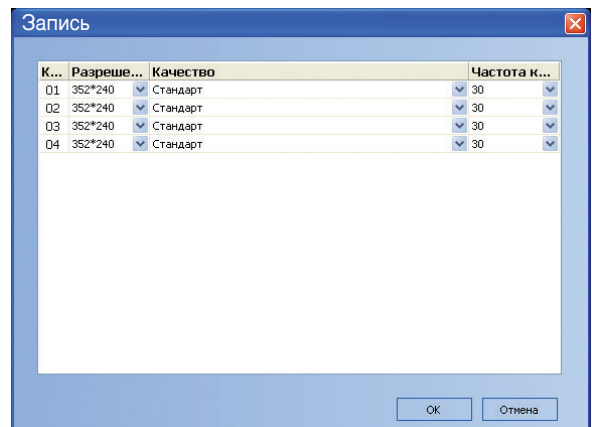 Запись
К... Разреше... Качество Частота к...
01 352*240 Стандарт 30
02 352*240 Стандарт 30
03 352*240 Стандарт 30
04 352*240 Стандарт 30
OK Отмена